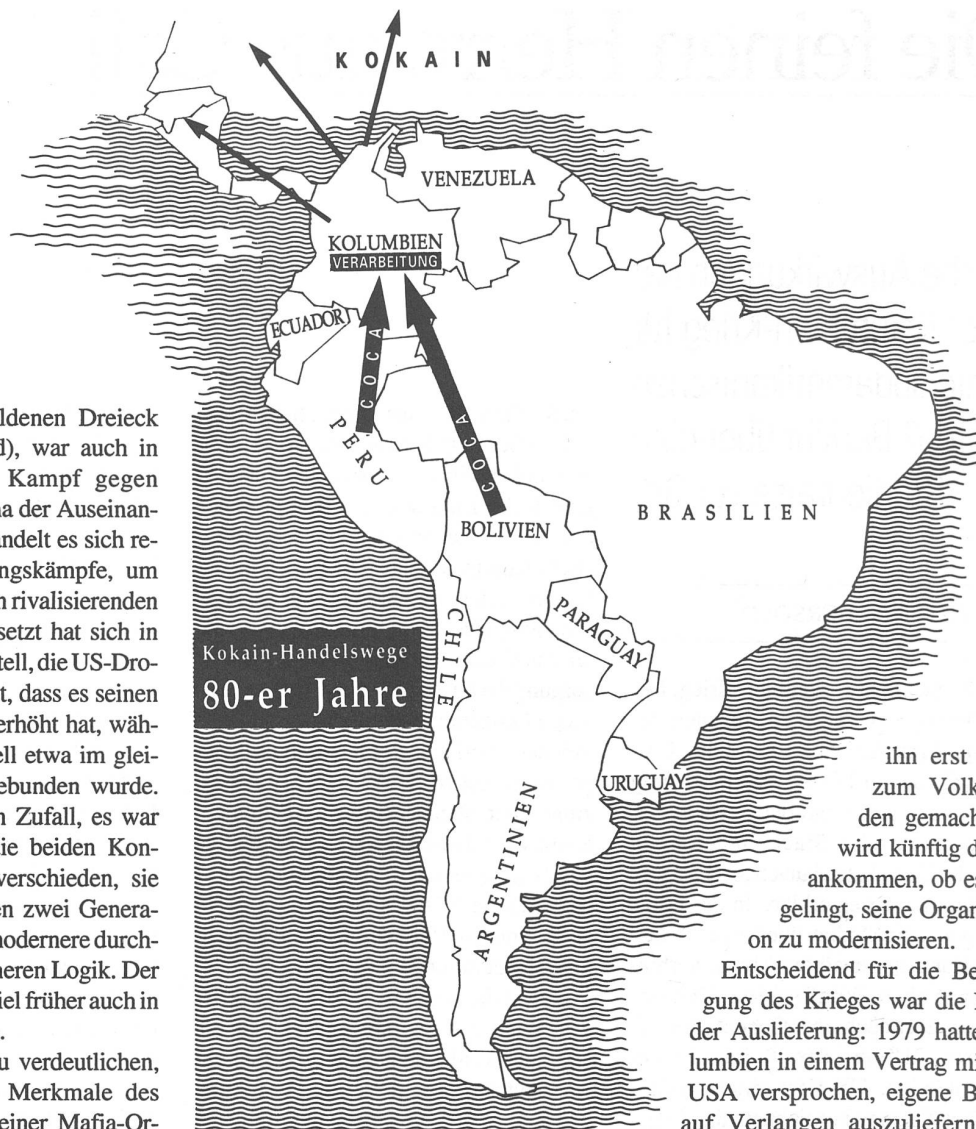 KOKAIN
VENEZUELA
KOLUMBIEN
VERARBEITUNG
ECUADOR
COCA
COCA
PERU
BOLIVIEN
BRASILIEN
PARAGUAY
CHILE
Kokain-Handelswege
80-er Jahre
URUGUAY
ARGENTINIEN
ldenen Dreieck
d), war auch in
Kampf gegen
na der Auseinan-
andelt es sich re-
ngskämpfe, um
n rivalisierenden
setzt hat sich in
tell, die US-Dro-
t, dass es seinen
erhöht hat, wäh-
ell etwa im glei-
ebunden wurde.
n Zufall, es war
die beiden Kon-
verschieden, sie
en zwei Genera-
modernere durch-
neren Logik. Der
iel früher auch in
.
u verdeutlichen,
Merkmale des
einer Mafia-Or-
ihn erst
zum Volk
den gemach
wird künftig d
ankommen, ob es
gelingt, seine Organ
on zu modernisieren.
Entscheidend für die Be
gung des Krieges war die
der Auslieferung: 1979 hatte
lumbien in einem Vertrag mi
USA versprochen, eigene B
auf Verlangen auszuliefern